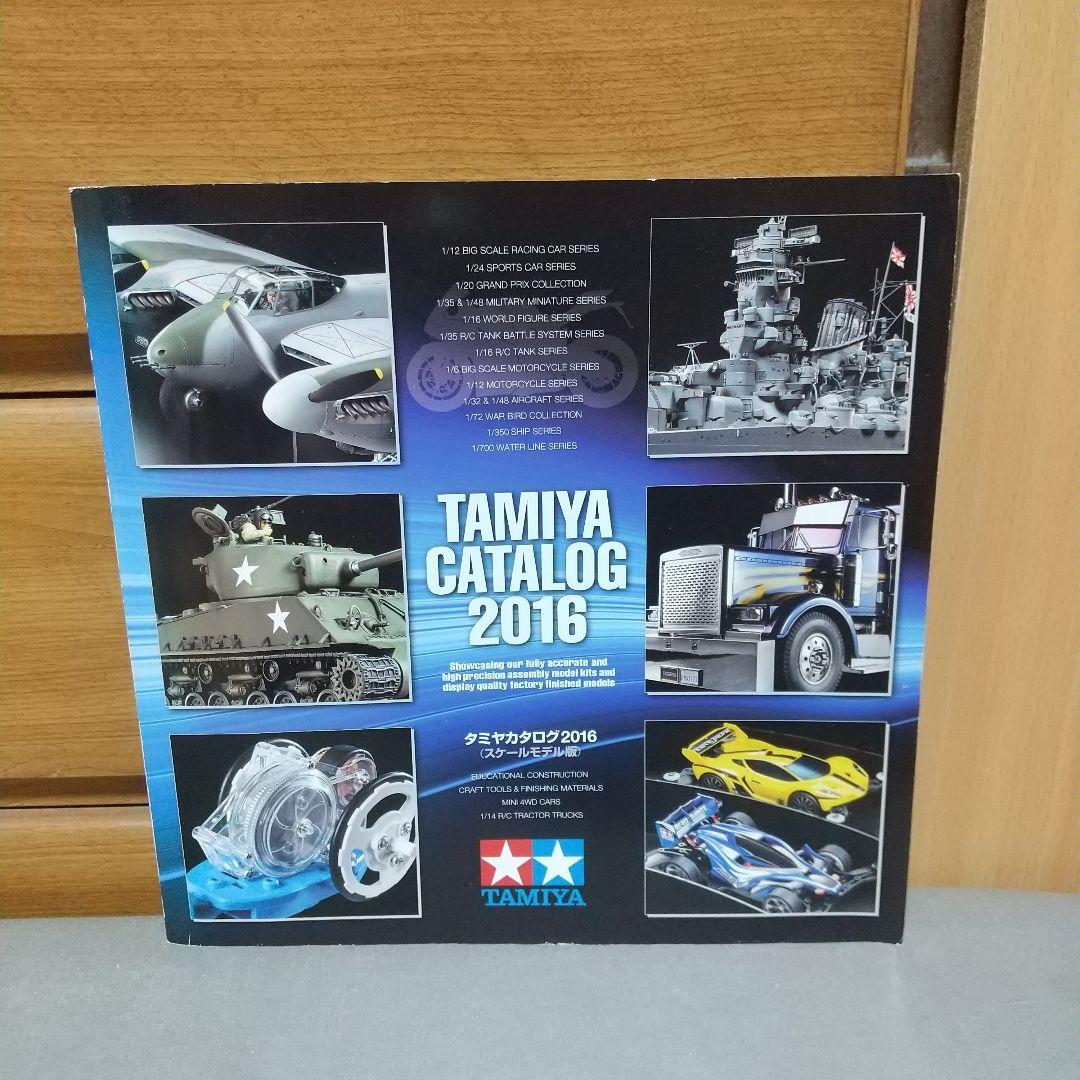 1/12 BIG SCALE RACING CAR SERIES
1/24 SPORTS CAR SERIES
1/20 GRAND PRIX COLLECTION
1/35 & 1/48 MILITARY MINIATURE SERIES
1/16 WORLD FIGURE SERIES
1/35 R/C TANK BATTLE SYSTEM SERIES
1/16 R/C TANK SERIES
1/6 BIG SCALE MOTORCYCLE SERIES
1/12 MOTORCYCLE SERIES
1/32 & 1/48 AIRCRAFT SERIES
1/72 WAR BIRD COLLECTION
1/350 SHIP SERIES
1/700 WATER LINE SERIES
TAMIYA
CATALOG
2016
Showcasing our fully accurate and
high precision assembly model kits and
display quality factory finished models
タミヤカタログ2016
(スケールモデル版)
EDUCATIONAL CONSTRUCTION
CRAFT TOOLS & FINISHING MATERIALS
MINI 4WD CARS
1/14 R/C TRACTOR TRUCKS
TAMIYA